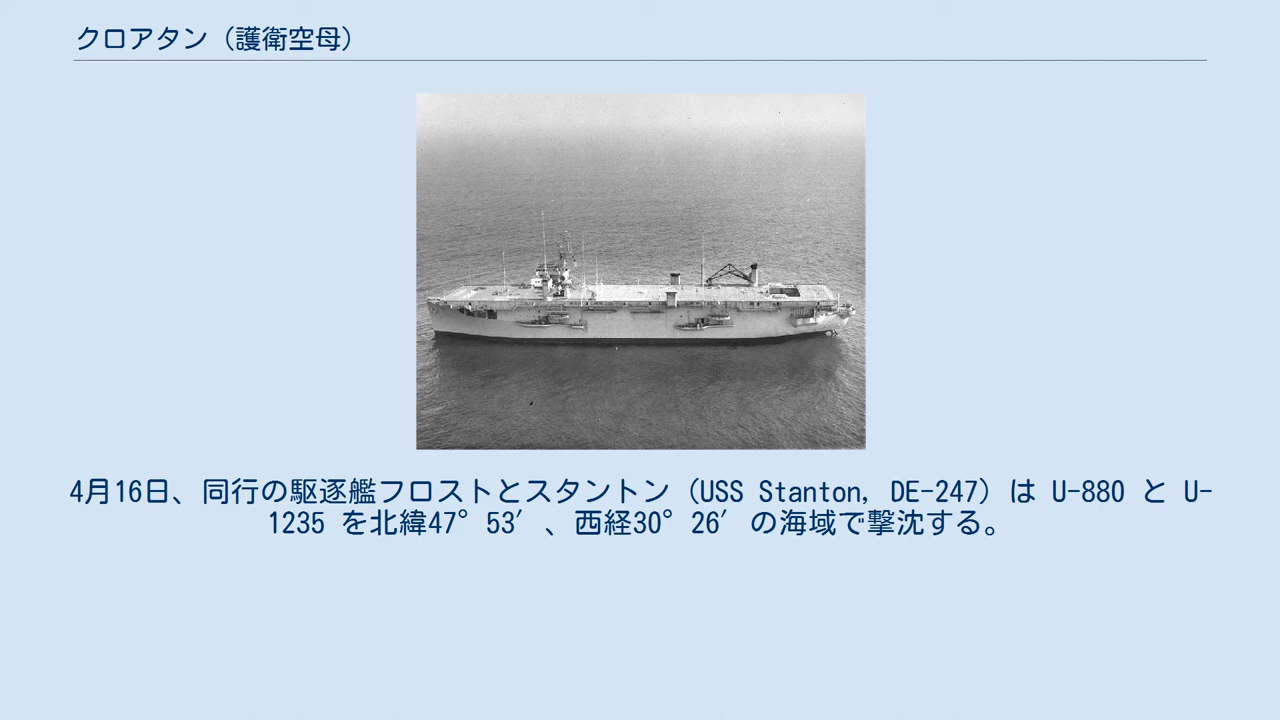 クロアタン（護衛空母）
4月16日、同行の駆逐艦フロストとスタントン（USS Stanton, DE-247）は U-880 と U-
1235 を北緯47°53′、西経30°26′の海域で撃沈する。